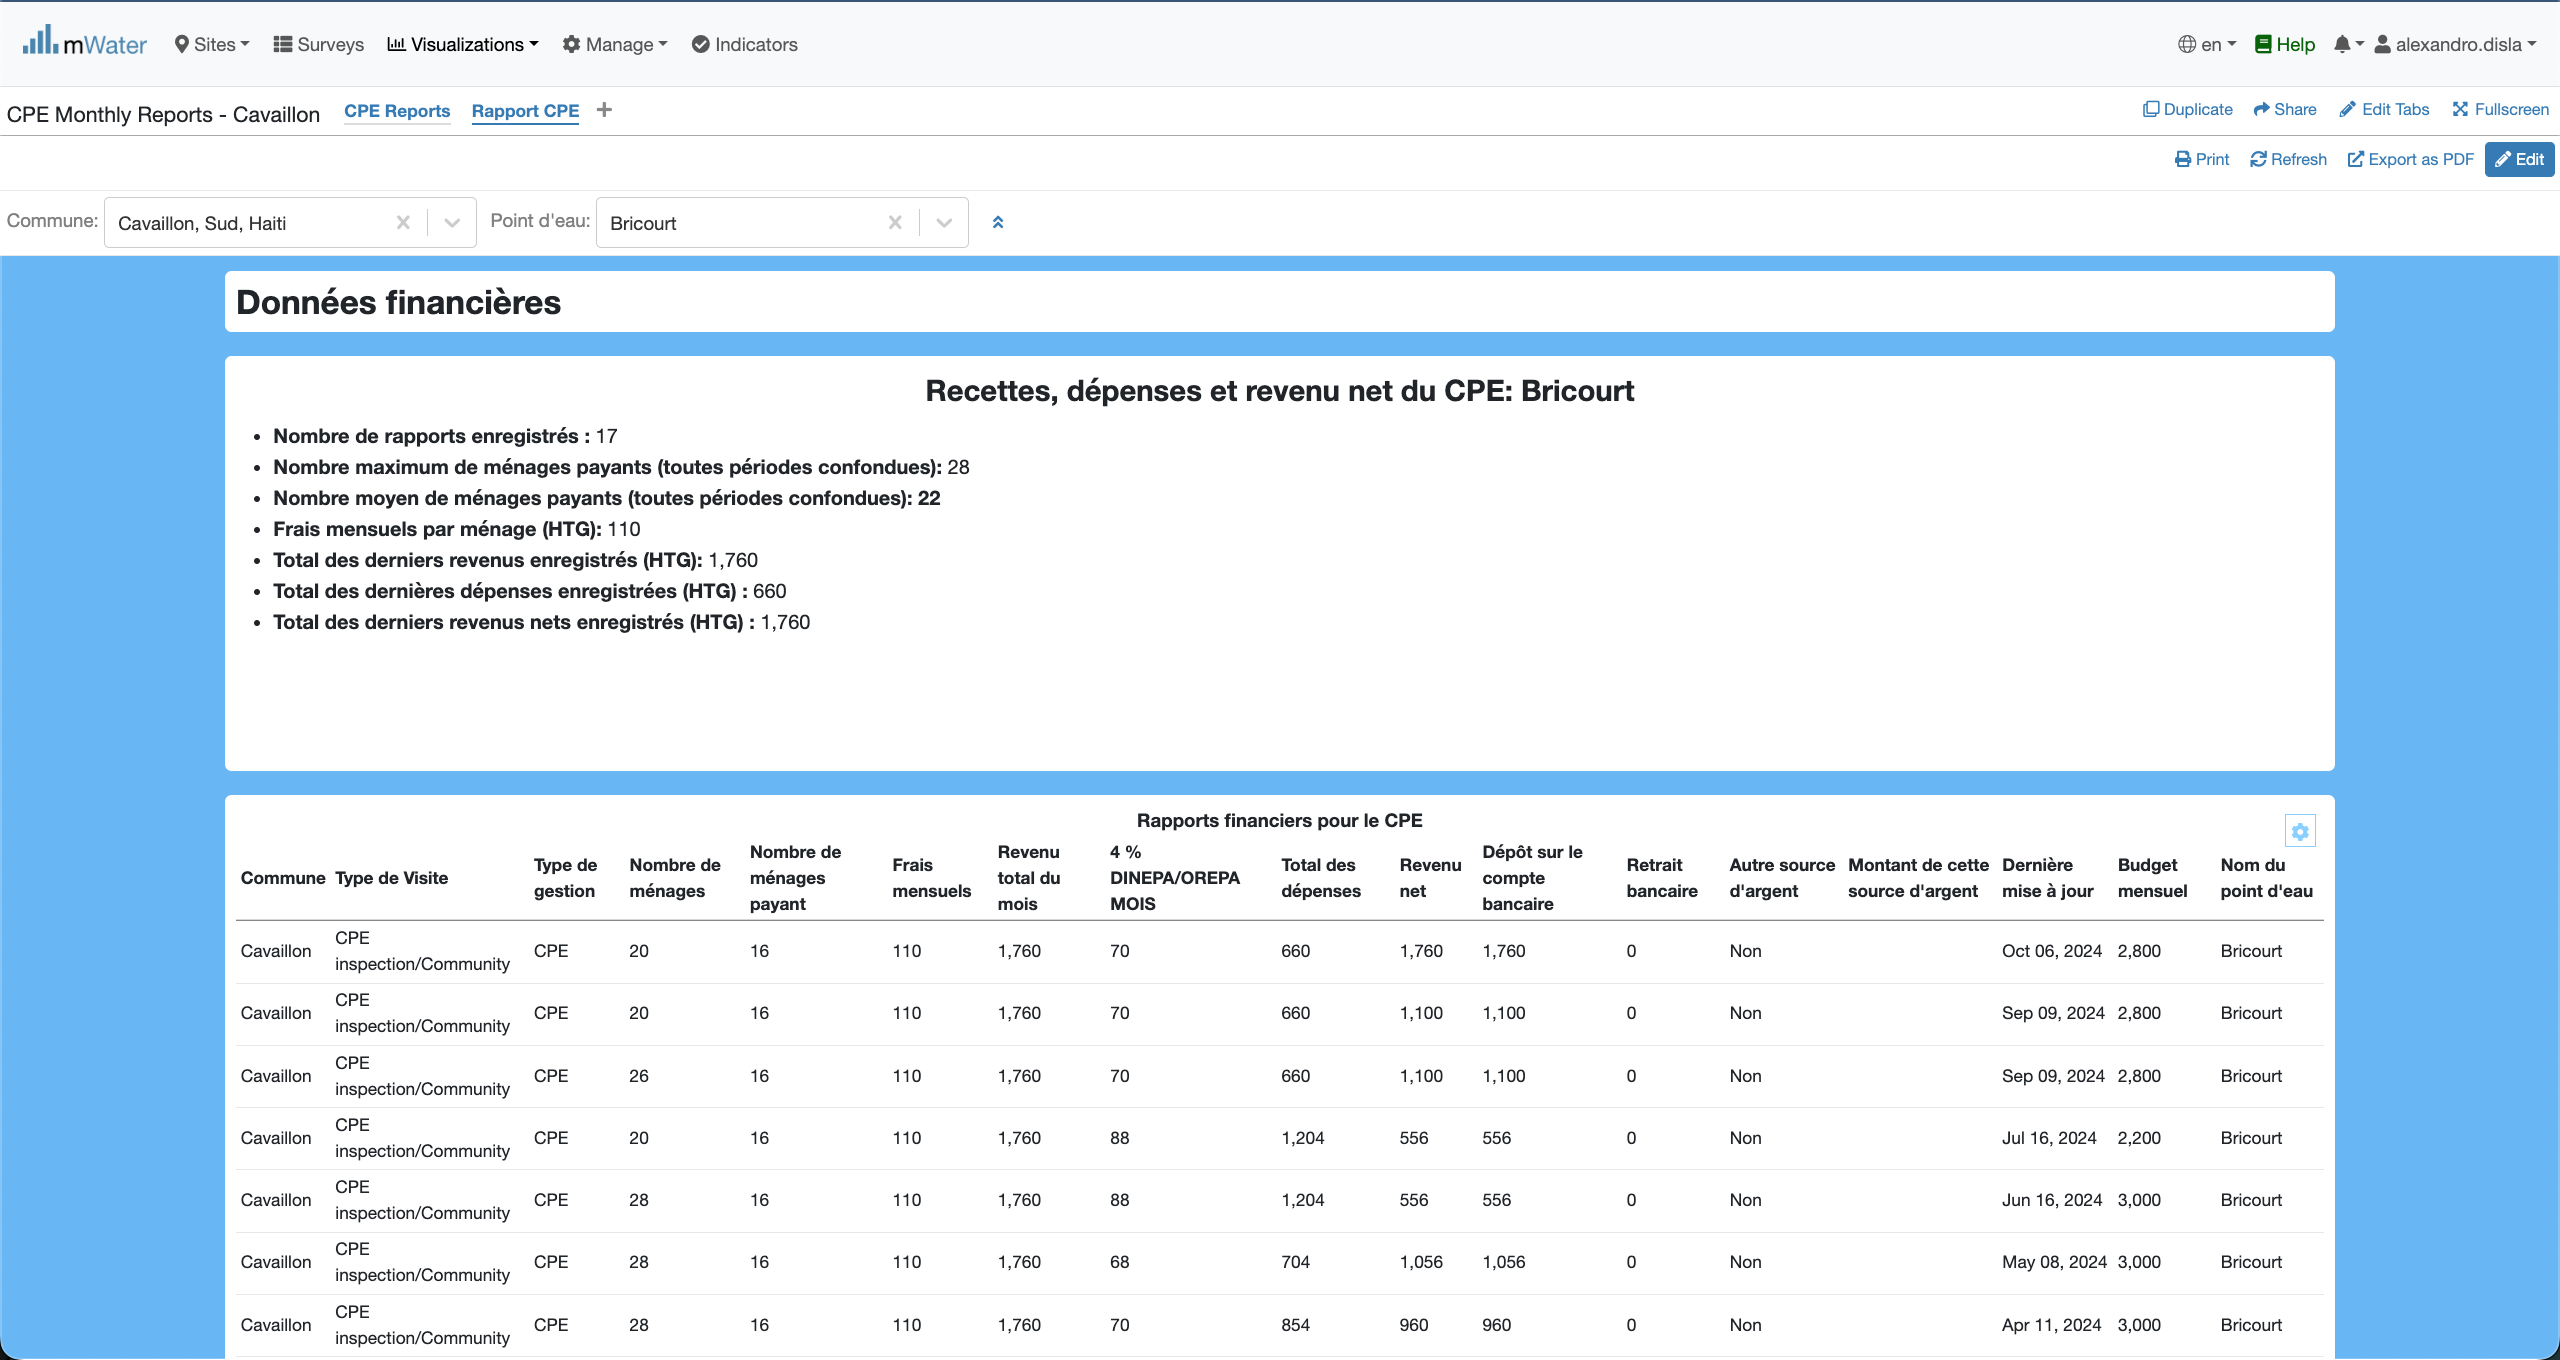 mWater Sites Surveys Visualizations Manage Indicators en Help alexandro.disla
CPE Monthly Reports - Cavaillon CPE Reports Rapport CPE + Duplicate Share Edit Tabs Fullscreen
Print Refresh Export as PDF Edit
Commune: Cavaillon, Sud, Haiti Point d'eau: Bricourt
Données financières
Recettes, dépenses et revenu net du CPE: Bricourt
• Nombre de rapports enregistrés : 17
• Nombre maximum de ménages payants (toutes périodes confondues): 28
• Nombre moyen de ménages payants (toutes périodes confondues): 22
• Frais mensuels par ménage (HTG): 110
• Total des derniers revenus enregistrés (HTG): 1,760
• Total des dernières dépenses enregistrées (HTG) : 660
• Total des derniers revenus nets enregistrés (HTG) : 1,760
Rapports financiers pour le CPE
Commune Type de Visite Type de gestion Nombre de ménages Nombre de ménages payant Frais mensuels Revenu total du mois 4 % DINEPA/OREPA MOIS Total des dépenses Revenu net Dépôt sur le compte bancaire Retrait bancaire Autre source d'argent Montant de cette source d'argent Dernière mise à jour Budget mensuel Nom du point d'eau
Cavaillon CPE inspection/Community CPE 20 16 110 1,760 70 660 1,760 1,760 0 Non Oct 06, 2024 2,800 Bricourt
Cavaillon CPE inspection/Community CPE 20 16 110 1,760 70 660 1,100 1,100 0 Non Sep 09, 2024 2,800 Bricourt
Cavaillon CPE inspection/Community CPE 26 16 110 1,760 70 660 1,100 1,100 0 Non Sep 09, 2024 2,800 Bricourt
Cavaillon CPE inspection/Community CPE 20 16 110 1,760 88 1,204 556 556 0 Non Jul 16, 2024 2,200 Bricourt
Cavaillon CPE inspection/Community CPE 28 16 110 1,760 88 1,204 556 556 0 Non Jun 16, 2024 3,000 Bricourt
Cavaillon CPE inspection/Community CPE 28 16 110 1,760 68 704 1,056 1,056 0 Non May 08, 2024 3,000 Bricourt
Cavaillon CPE inspection/Community CPE 28 16 110 1,760 70 854 960 960 0 Non Apr 11, 2024 3,000 Bricourt